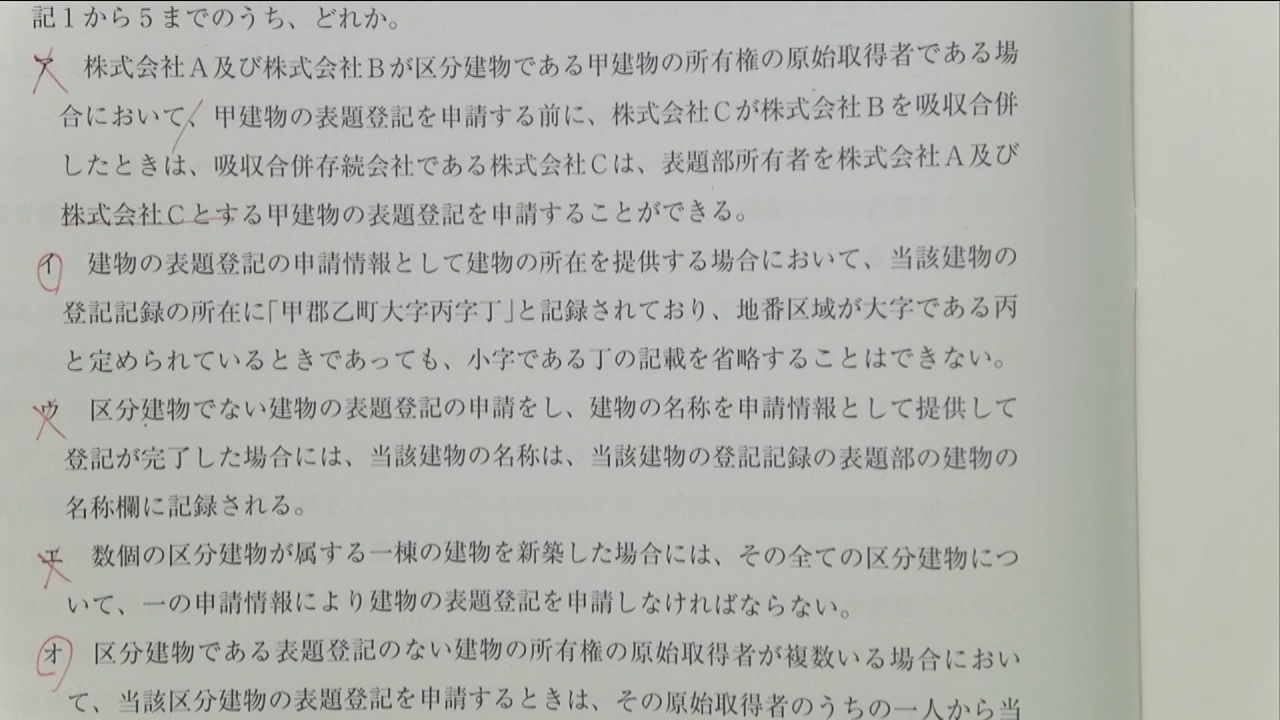 記１から５までのうち、どれか。
ア　株式会社Ａ及び株式会社Ｂが区分建物である甲建物の所有権の原始取得者である場
合において、甲建物の表題登記を申請する前に、株式会社Ｃが株式会社Ｂを吸収合併
したときは、吸収合併存続会社である株式会社Ｃは、表題部所有者を株式会社Ａ及び
株式会社Ｃとする甲建物の表題登記を申請することができる。
イ　建物の表題登記の申請情報として建物の所在を提供する場合において、当該建物の
登記記録の所在に「甲郡乙町大字丙字丁」と記録されており、地番区域が大字である丙
と定められているときであっても、小字である丁の記載を省略することはできない。
ウ　区分建物でない建物の表題登記の申請をし、建物の名称を申請情報として提供して
登記が完了した場合には、当該建物の名称は、当該建物の登記記録の表題部の建物の
名称欄に記録される。
エ　数個の区分建物が属する一棟の建物を新築した場合には、その全ての区分建物につ
いて、一の申請情報により建物の表題登記を申請しなければならない。
オ　区分建物である表題登記のない建物の所有権の原始取得者が複数いる場合におい
て、当該区分建物の表題登記を申請するときは、その原始取得者のうちの一人から当